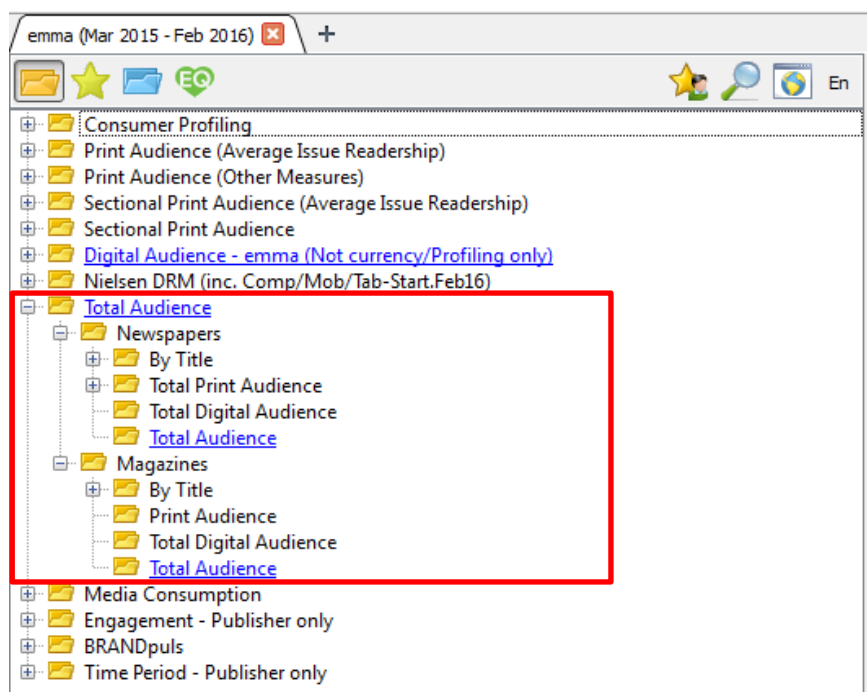 emma (Mar 2015 - Feb 2016)
EQ
En
Consumer Profiling
Print Audience (Average Issue Readership)
Print Audience (Other Measures)
Sectional Print Audience (Average Issue Readership)
Sectional Print Audience
Digital Audience - emma (Not currency/Profiling only)
Nielsen DRM (inc. Comp/Mob/Tab-Start.Feb16)
Total Audience
Newspapers
By Title
Total Print Audience
Total Digital Audience
Total Audience
Magazines
By Title
Print Audience
Total Digital Audience
Total Audience
Media Consumption
Engagement - Publisher only
BRANDpuls
Time Period - Publisher only